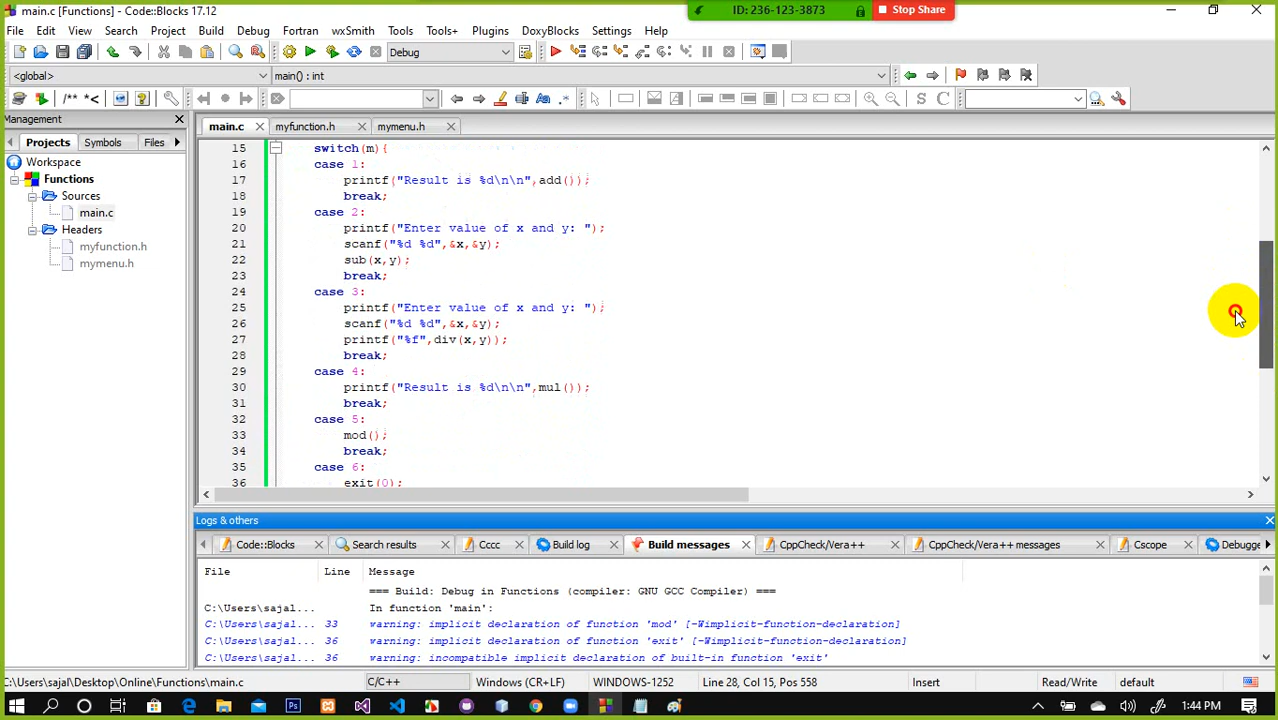 main.c [Functions] - Code::Blocks 17.12
ID: 236-123-3873
Stop Share
File Edit View Search Project Build Debug Fortran wxSmith Tools Tools+ Plugins DoxyBlocks Settings Help
Debug
<global>
main() : int
/** *<
S C
Management
main.c myfunction.h mymenu.h
Projects Symbols Files
Workspace
Functions
Sources
main.c
Headers
myfunction.h
mymenu.h
15 switch(m){
16 case 1:
17 printf("Result is %d\n\n",add());
18 break;
19 case 2:
20 printf("Enter value of x and y: ");
21 scanf("%d %d",&x,&y);
22 sub(x,y);
23 break;
24 case 3:
25 printf("Enter value of x and y: ");
26 scanf("%d %d",&x,&y);
27 printf("%f",div(x,y));
28 break;
29 case 4:
30 printf("Result is %d\n\n",mul());
31 break;
32 case 5:
33 mod();
34 break;
35 case 6:
36 exit(0);
Logs & others
Code::Blocks Search results Cccc Build log Build messages CppCheck/Vera++ CppCheck/Vera++ messages Cscope Debugge
File Line Message
=== Build: Debug in Functions (compiler: GNU GCC Compiler) ===
C:\Users\sajal... In function 'main':
C:\Users\sajal... 33 warning: implicit declaration of function 'mod' [-Wimplicit-function-declaration]
C:\Users\sajal... 36 warning: implicit declaration of function 'exit' [-Wimplicit-function-declaration]
C:\Users\sajal... 36 warning: incompatible implicit declaration of built-in function 'exit'
C:\Users\sajal\Desktop\Online\Functions\main.c C/C++ Windows (CR+LF) WINDOWS-1252 Line 28, Col 15, Pos 558 Insert Read/Write default
Ps
1:44 PM